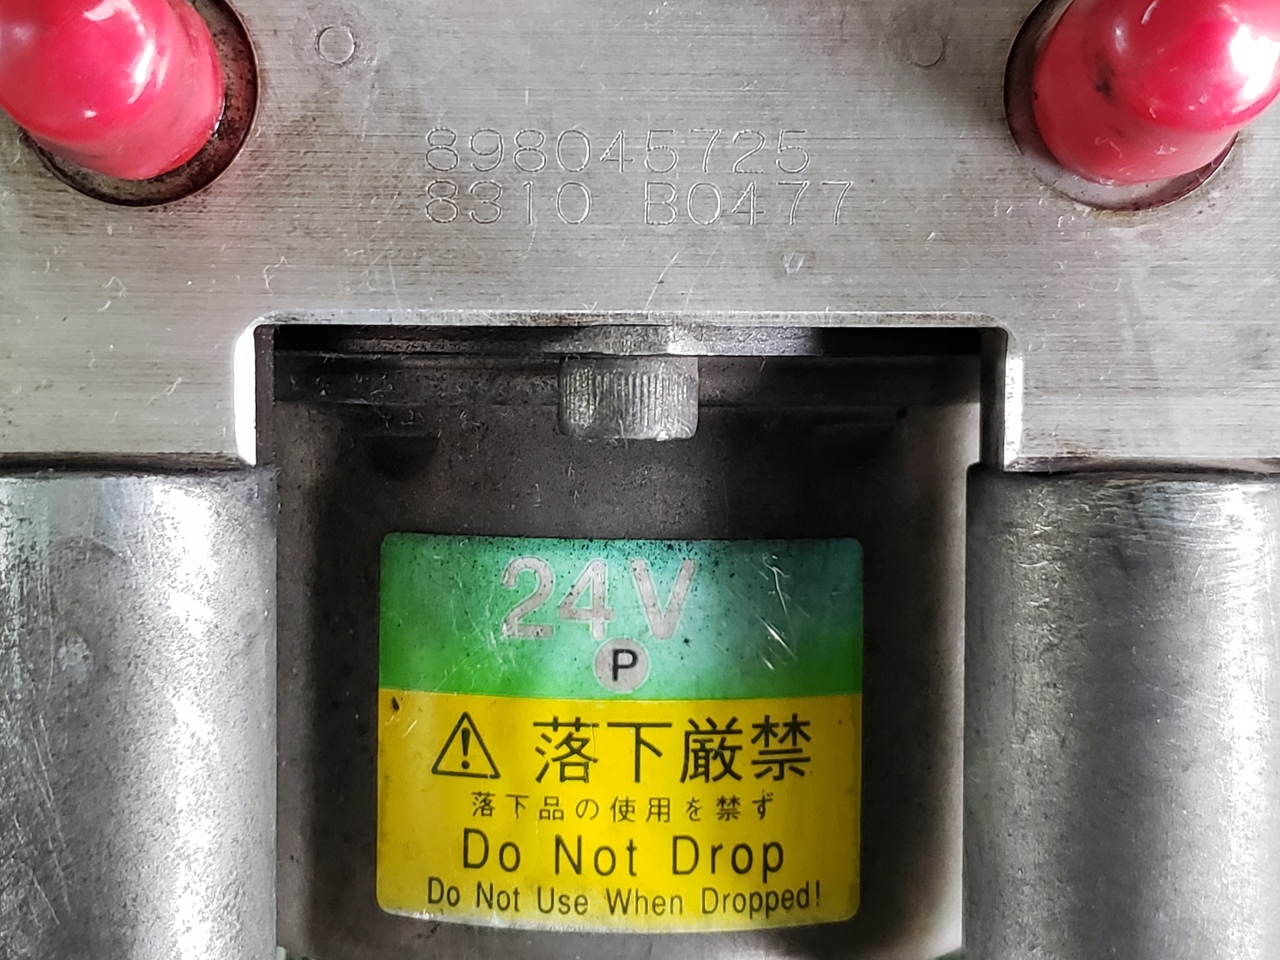 898045725
8310 B0477
24V
P
落下厳禁
落下品の使用を禁ず
Do Not Drop
Do Not Use When Dropped!